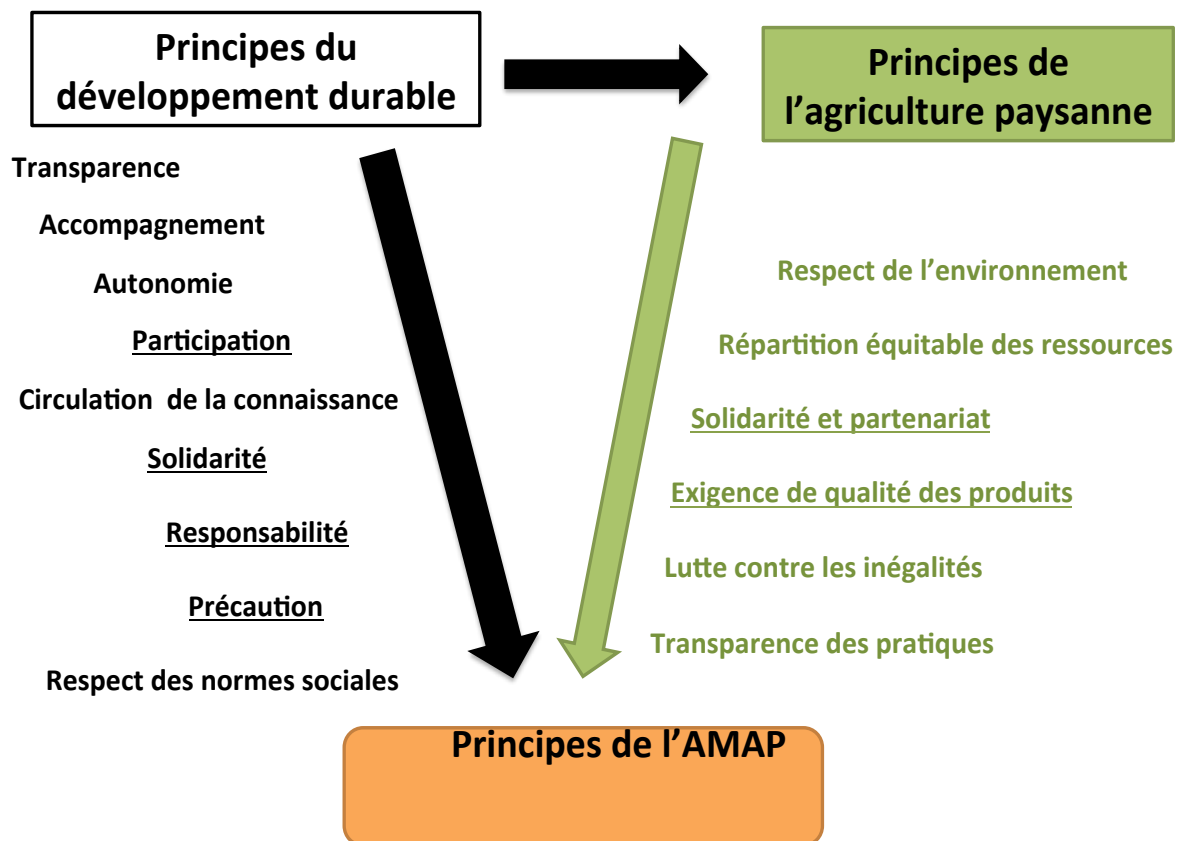 Principes du
développement durable
Principes de
l’agriculture paysanne
Transparence
Accompagnement
Autonomie
Participation
Circulation  de la connaissance
Solidarité
Responsabilité
Précaution
Respect des normes sociales
Respect de l’environnement
Répartition équitable des ressources
Solidarité et partenariat
Exigence de qualité des produits
Lutte contre les inégalités
Transparence des pratiques
Principes de l’AMAP